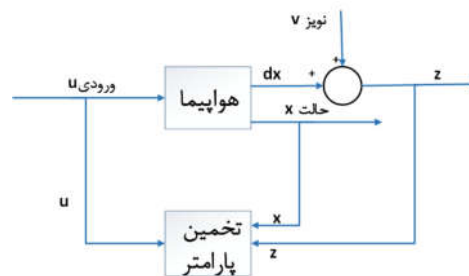 نویز v
ورودی u
هواپیما
dx
+
+
z
حالت x
u
x
z
تخمین
پارامتر